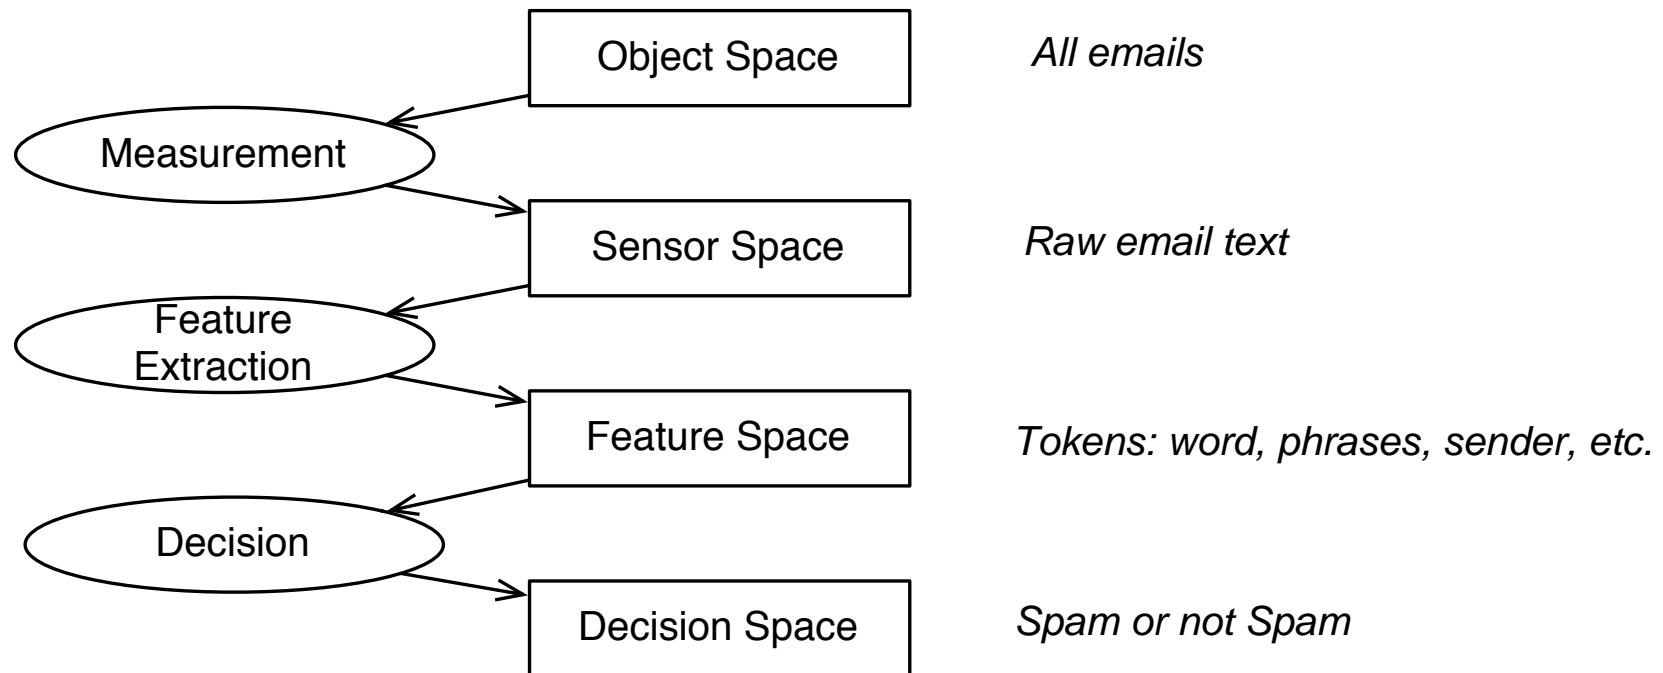 Object Space
All emails
Measurement
Sensor Space
Raw email text
Feature
Extraction
Feature Space
Tokens: word, phrases, sender, etc.
Decision
Decision Space
Spam or not Spam